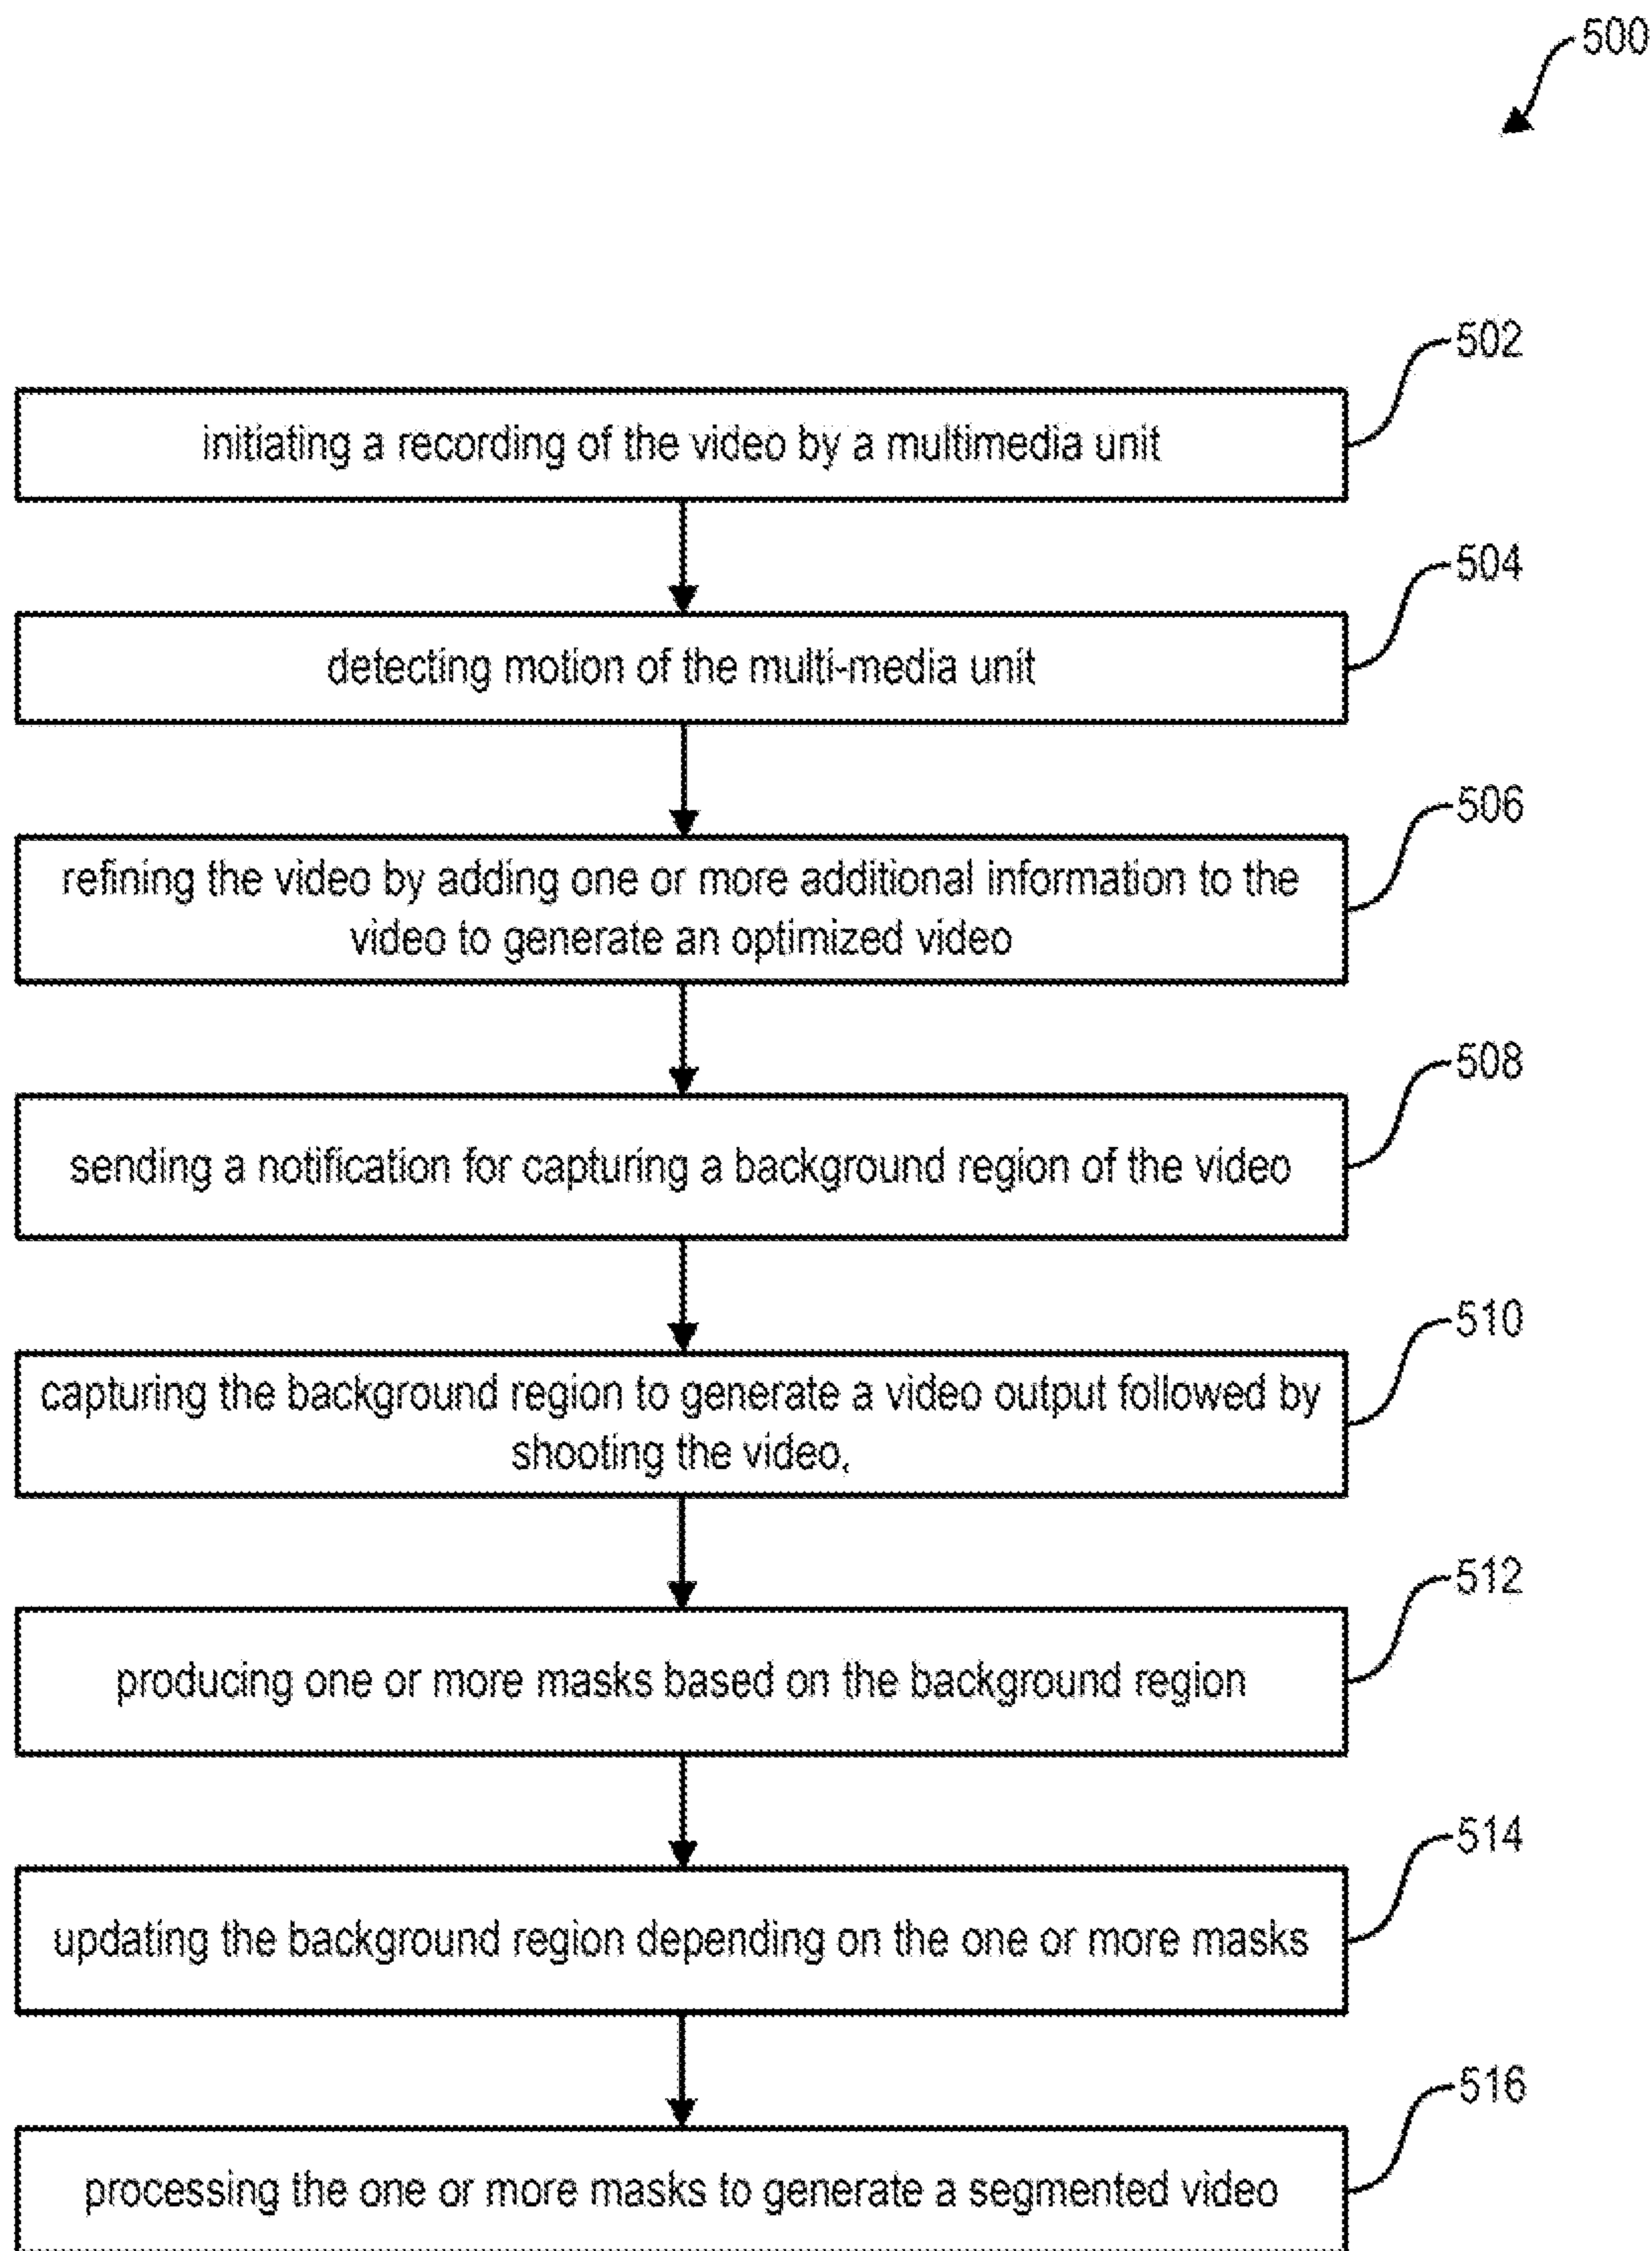 500
502
initiating a recording of the video by a multimedia unit
504
detecting motion of the multi-media unit
506
refining the video by adding one or more additional information to the
video to generate an optimized video
508
sending a notification for capturing a background region of the video
510
capturing the background region to generate a video output followed by
shooting the video,
512
producing one or more masks based on the background region
514
updating the background region depending on the one or more masks
516
processing the one or more masks to generate a segmented video